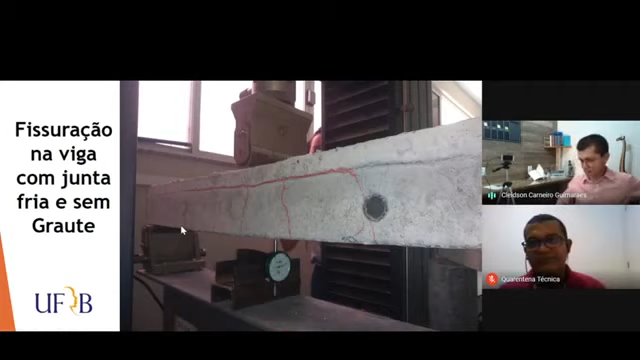 Fissuração
na viga
com junta
fria e sem
Graute
UFRB
Cleidson Carneiro Guimarães
Quarentena Técnica